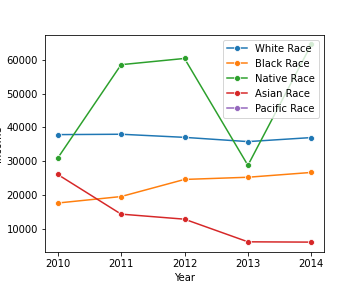 60000
50000
40000
30000
20000
10000
2010 2011 2012 2013 2014
Year
White Race
Black Race
Native Race
Asian Race
Pacific Race